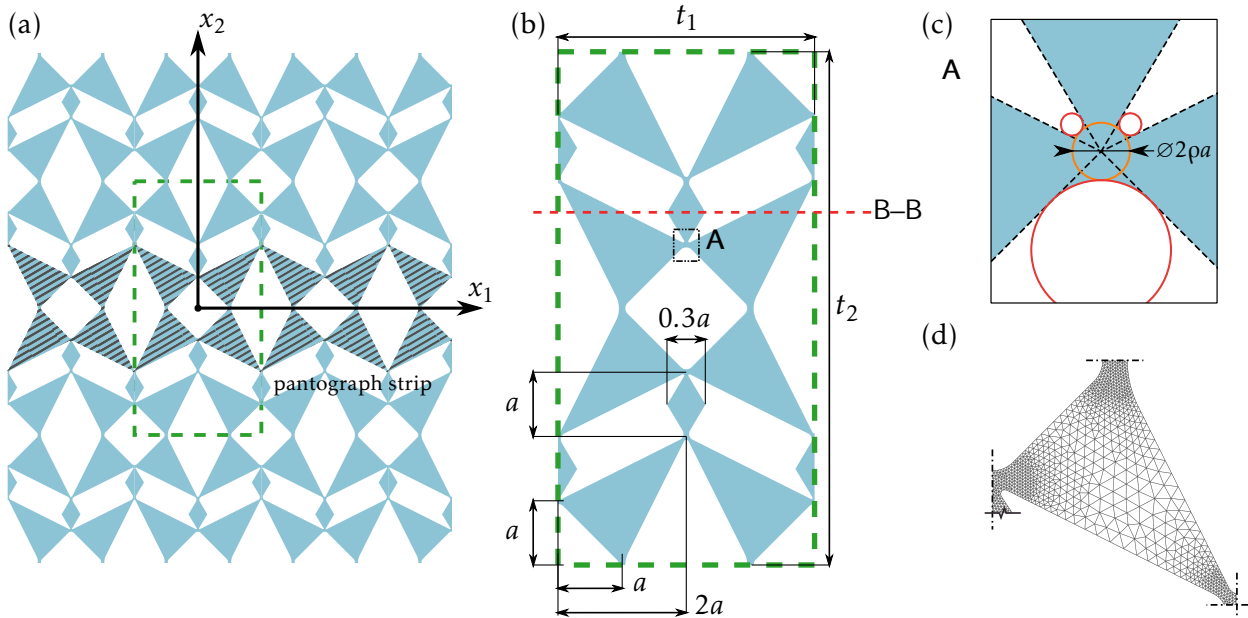 (a)
x₂
x₁
pantograph strip
(b)
t₁
B–B
A
t₂
0.3a
a
a
a
2a
(c)
A
⌀2ρa
(d)